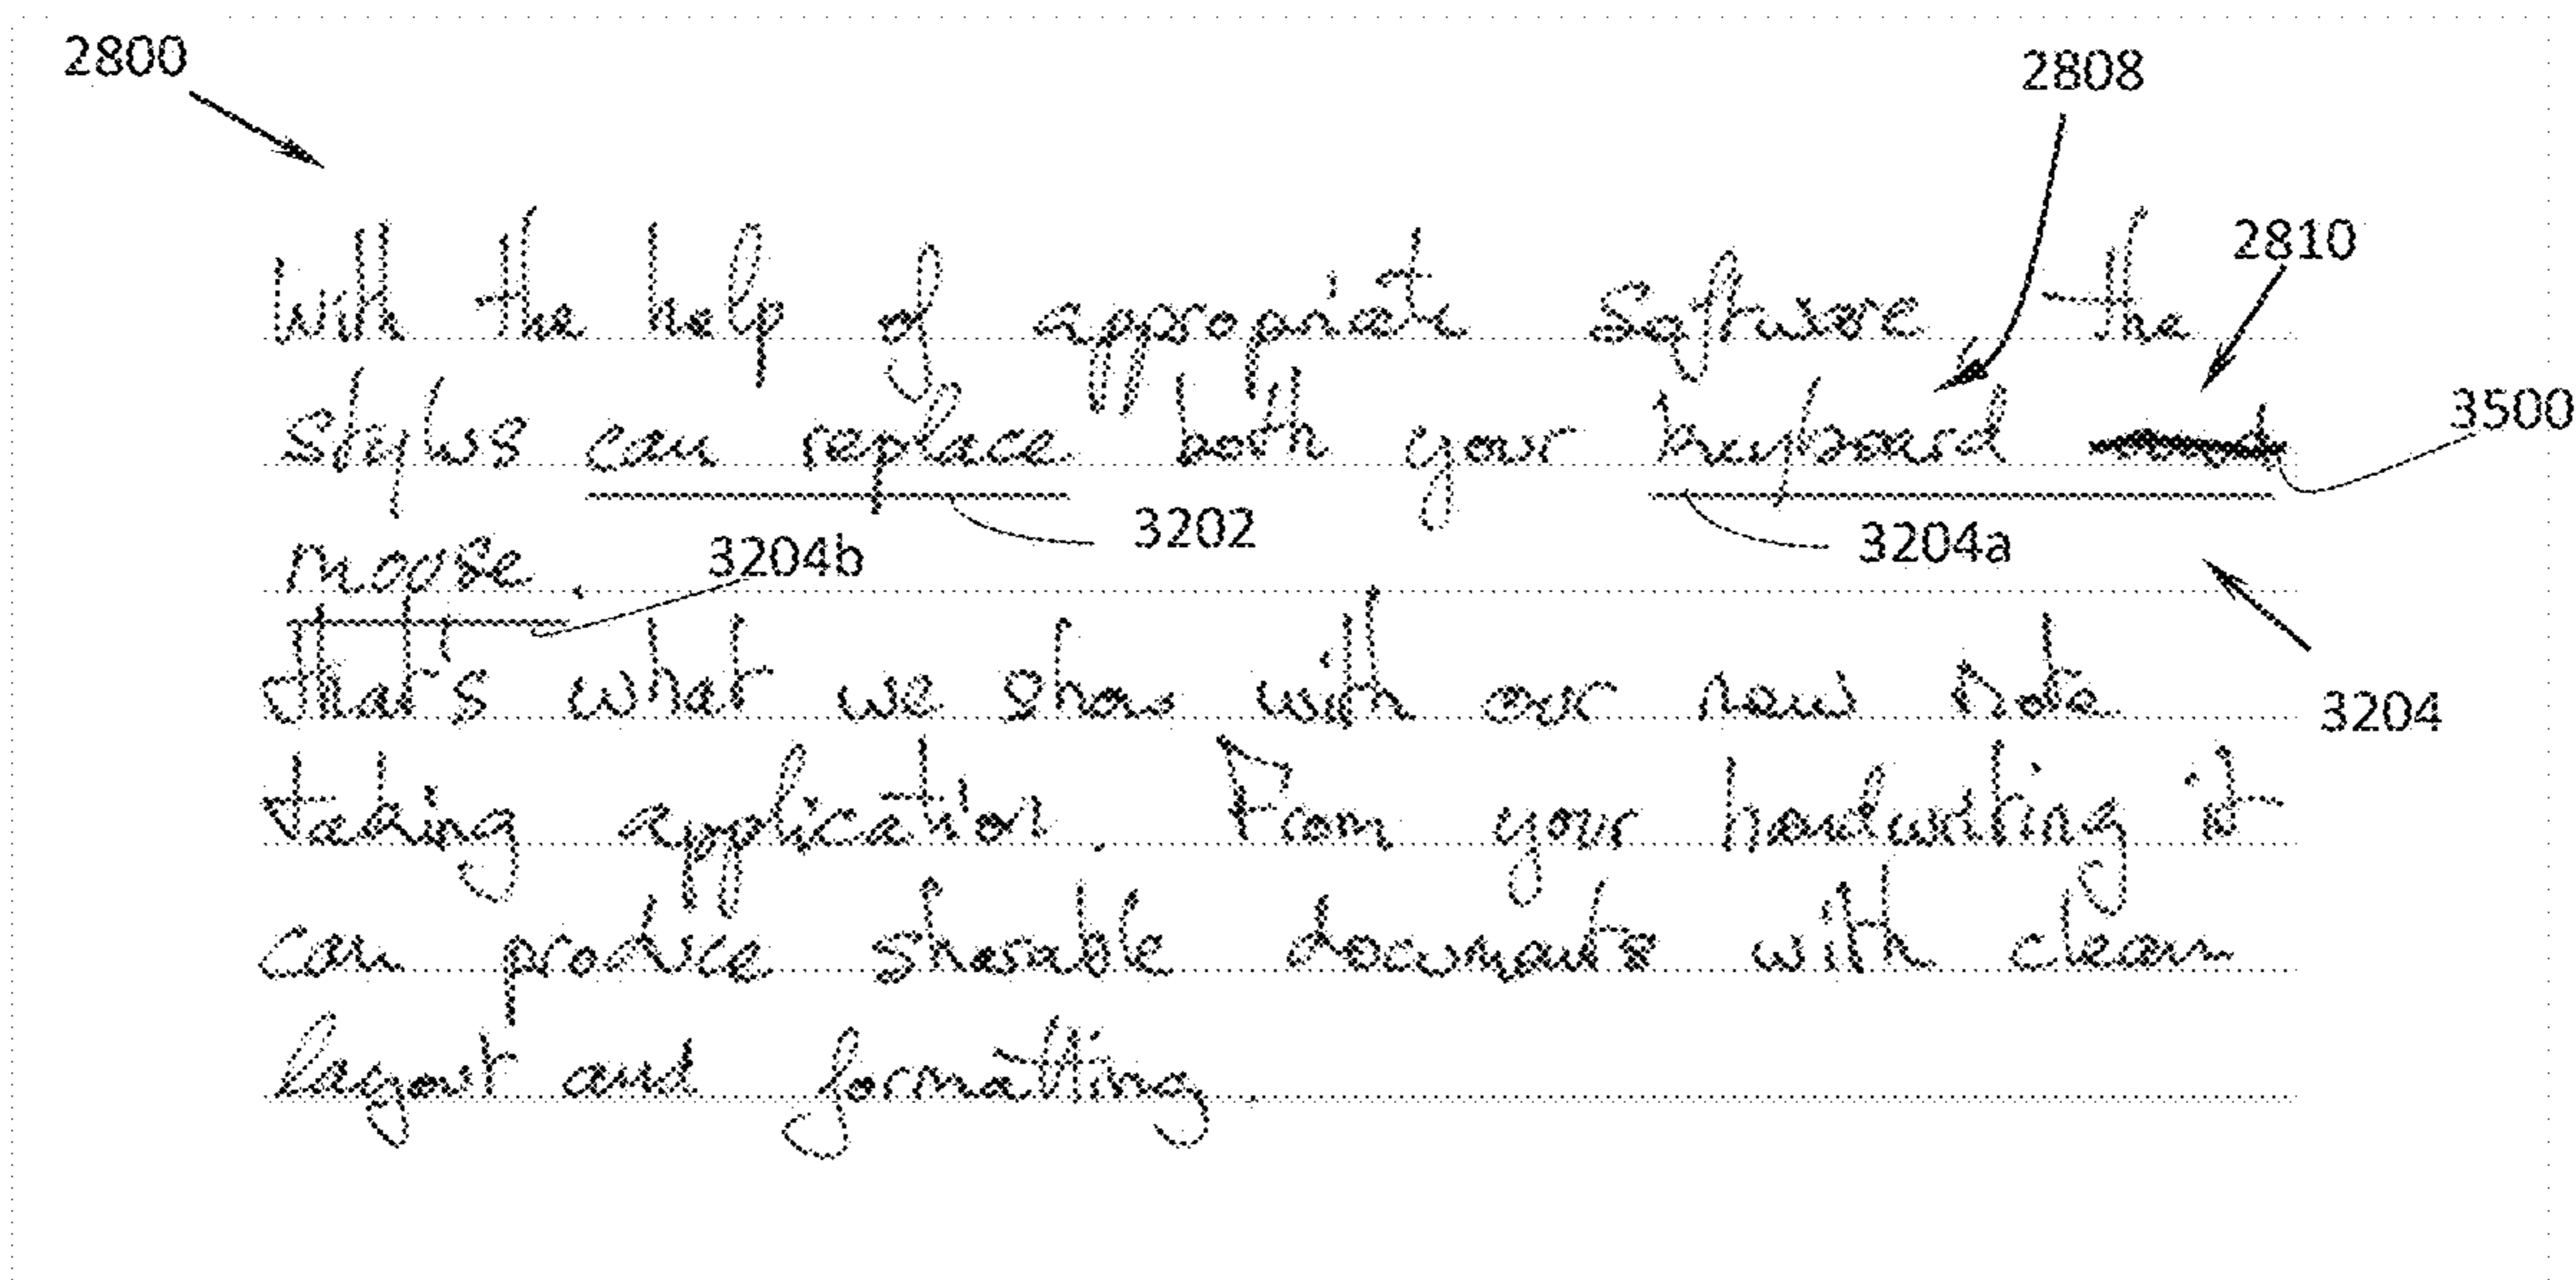 2800
2808
2810
With the help of appropriate software the
stylus can replace both your keyboard and
3500
3202
3204a
mouse.
3204b
that's what we show with our new note
3204
taking application. From your handwriting it
can produce sharable documents with clean
layout and formatting.